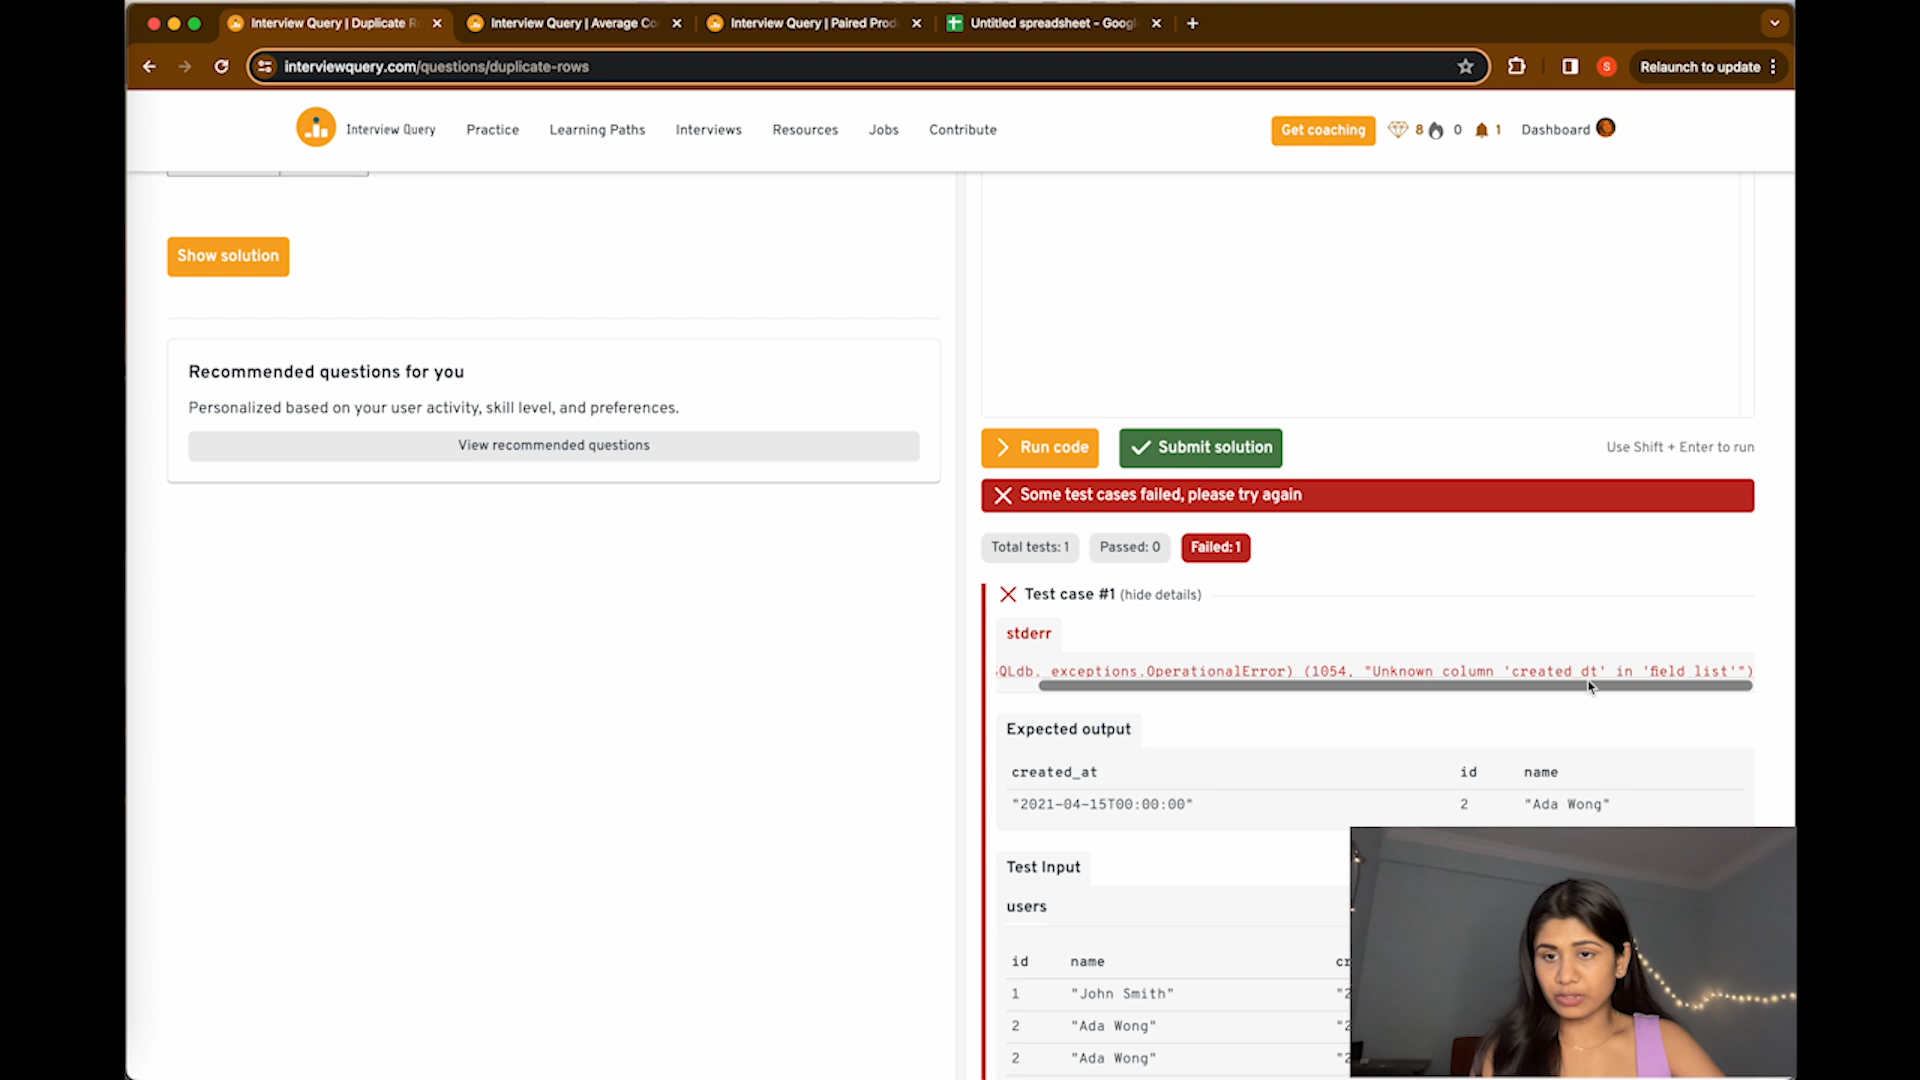 Interview Query | Duplicate R
Interview Query | Average Co
Interview Query | Paired Prod
Untitled spreadsheet - Googl
interviewquery.com/questions/duplicate-rows
S
Relaunch to update
Interview Query
Practice
Learning Paths
Interviews
Resources
Jobs
Contribute
Get coaching
8
0
1
Dashboard
Show solution
Recommended questions for you
Personalized based on your user activity, skill level, and preferences.
View recommended questions
Run code
Submit solution
Use Shift + Enter to run
Some test cases failed, please try again
Total tests: 1
Passed: 0
Failed: 1
Test case #1 (hide details)
stderr
QLdb._exceptions.OperationalError) (1054, "Unknown column 'created_dt' in 'field list'")
Expected output
created_at id name
"2021-04-15T00:00:00" 2 "Ada Wong"
Test Input
users
id name cr
1 "John Smith" "2
2 "Ada Wong" "2
2 "Ada Wong" "2